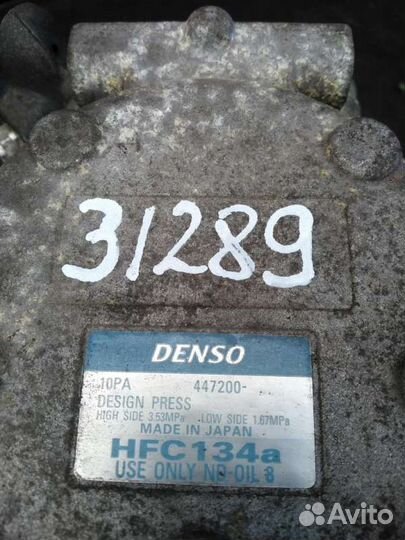 31289
DENSO
10PA 447200-
DESIGN PRESS
HIGH SIDE 3.53MPa LOW SIDE 1.67MPa
MADE IN JAPAN
HFC134a
USE ONLY ND-OIL 8
Avito